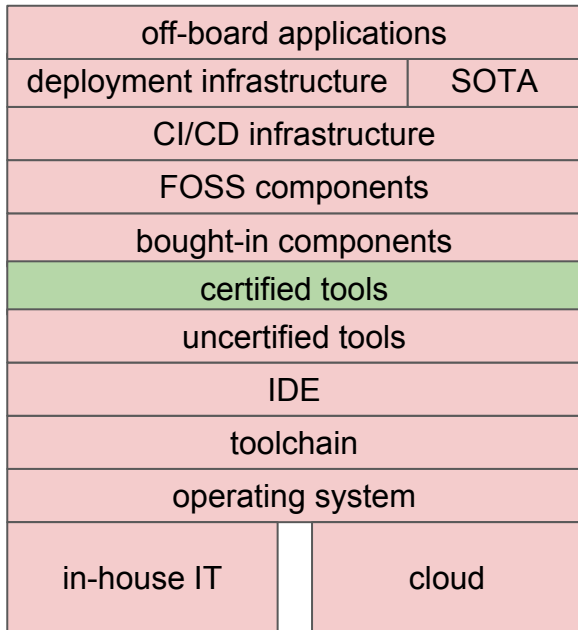 off-board applications
deployment infrastructure SOTA
CI/CD infrastructure
FOSS components
bought-in components
certified tools
uncertified tools
IDE
toolchain
operating system
in-house IT cloud